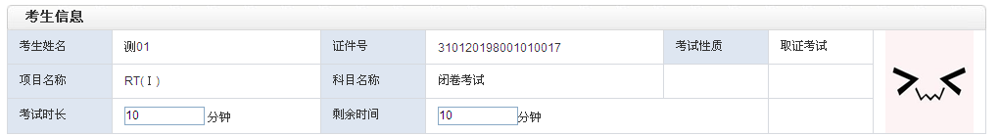 考生信息
考生姓名 测01 证件号 310120198001010017 考试性质 取证考试
项目名称 RT(Ⅰ) 科目名称 闭卷考试
考试时长 10 分钟 剩余时间 10 分钟